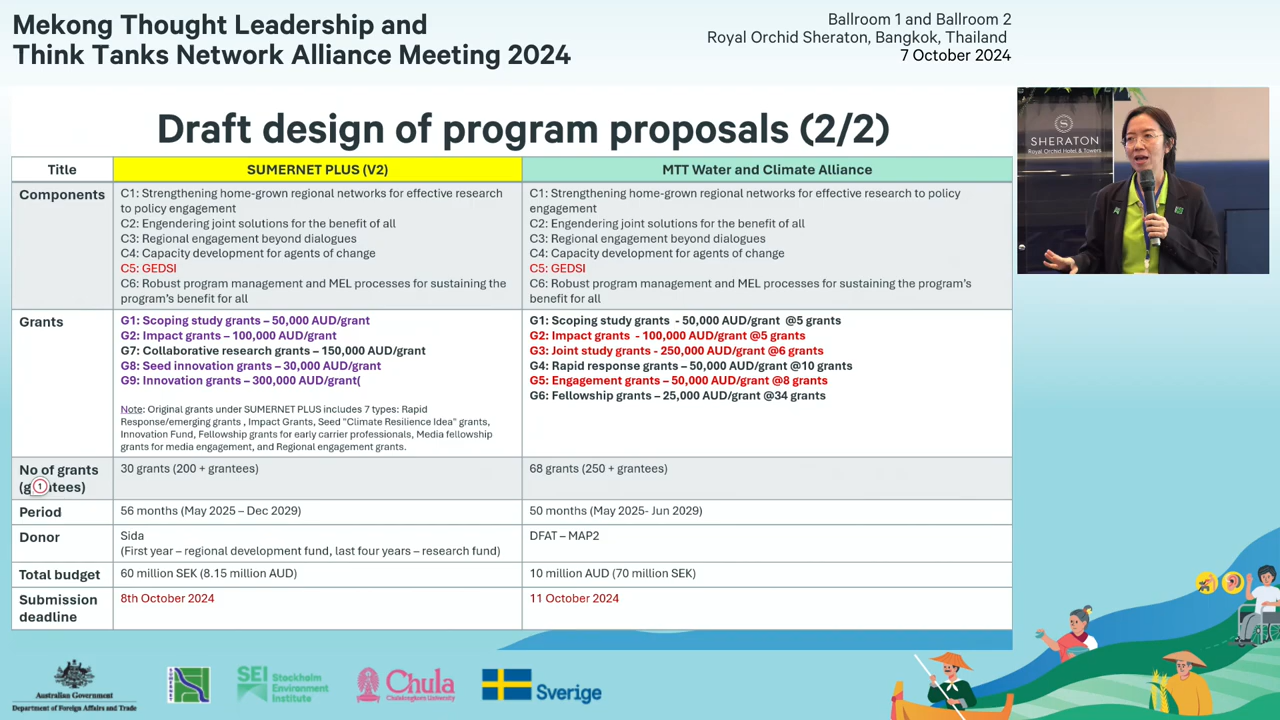 Mekong Thought Leadership and
Think Tanks Network Alliance Meeting 2024
Ballroom 1 and Ballroom 2
Royal Orchid Sheraton, Bangkok, Thailand
7 October 2024
Draft design of program proposals (2/2)
Title
SUMERNET PLUS (V2)
MTT Water and Climate Alliance
Components
C1: Strengthening home-grown regional networks for effective research
to policy engagement
C2: Engendering joint solutions for the benefit of all
C3: Regional engagement beyond dialogues
C4: Capacity development for agents of change
C5: GEDSI
C6: Robust program management and MEL processes for sustaining the
program's benefit for all
C1: Strengthening home-grown regional networks for effective research to policy
engagement
C2: Engendering joint solutions for the benefit of all
C3: Regional engagement beyond dialogues
C4: Capacity development for agents of change
C5: GEDSI
C6: Robust program management and MEL processes for sustaining the program's
benefit for all
Grants
G1: Scoping study grants – 50,000 AUD/grant
G2: Impact grants – 100,000 AUD/grant
G7: Collaborative research grants – 150,000 AUD/grant
G8: Seed innovation grants – 30,000 AUD/grant
G9: Innovation grants – 300,000 AUD/grant(
Note: Original grants under SUMERNET PLUS includes 7 types: Rapid
Response/emerging grants , Impact Grants, Seed "Climate Resilience Idea" grants,
Innovation Fund, Fellowship grants for early carrier professionals, Media fellowship
grants for media engagement, and Regional engagement grants.
G1: Scoping study grants - 50,000 AUD/grant @5 grants
G2: Impact grants - 100,000 AUD/grant @5 grants
G3: Joint study grants - 250,000 AUD/grant @6 grants
G4: Rapid response grants – 50,000 AUD/grant @10 grants
G5: Engagement grants – 50,000 AUD/grant @8 grants
G6: Fellowship grants – 25,000 AUD/grant @34 grants
No of grants
1
30 grants (200 + grantees)
68 grants (250 + grantees)
Period
56 months (May 2025 – Dec 2029)
50 months (May 2025- Jun 2029)
Donor
Sida
(First year – regional development fund, last four years – research fund)
DFAT – MAP2
Total budget
60 million SEK (8.15 million AUD)
10 million AUD (70 million SEK)
Submission
deadline
8th October 2024
11 October 2024
SHERATON
Royal Orchid Hotel & Towers
Australian Government
Department of Foreign Affairs and Trade
SUMERNET
SEI Stockholm
Environment
Institute
Chula
Chulalongkorn University
Sverige